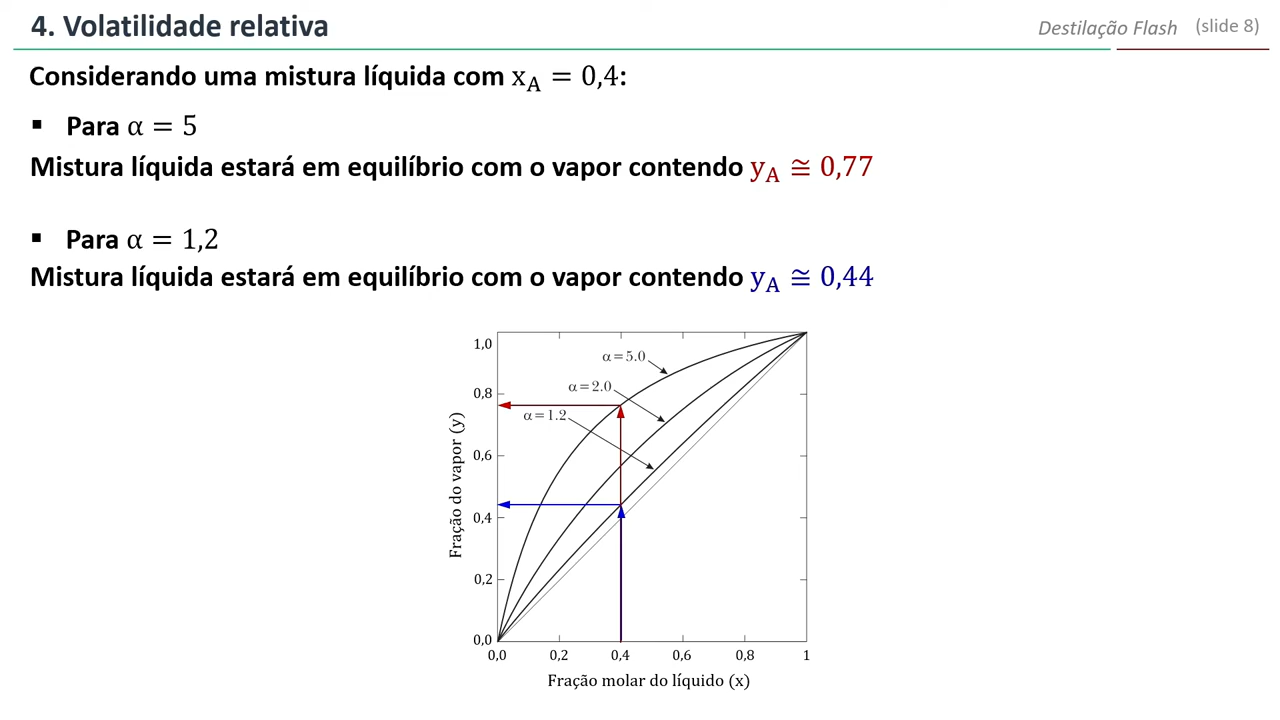 4. Volatilidade relativa
Destilação Flash (slide 8)
Considerando uma mistura líquida com x_A = 0,4:
▪ Para α = 5
Mistura líquida estará em equilíbrio com o vapor contendo y_A ≅ 0,77
▪ Para α = 1,2
Mistura líquida estará em equilíbrio com o vapor contendo y_A ≅ 0,44
1,0
α=5.0
α=2.0
0,8
α=1.2
Fração do vapor (y)
0,6
0,4
0,2
0,0
0,0 0,2 0,4 0,6 0,8 1
Fração molar do líquido (x)